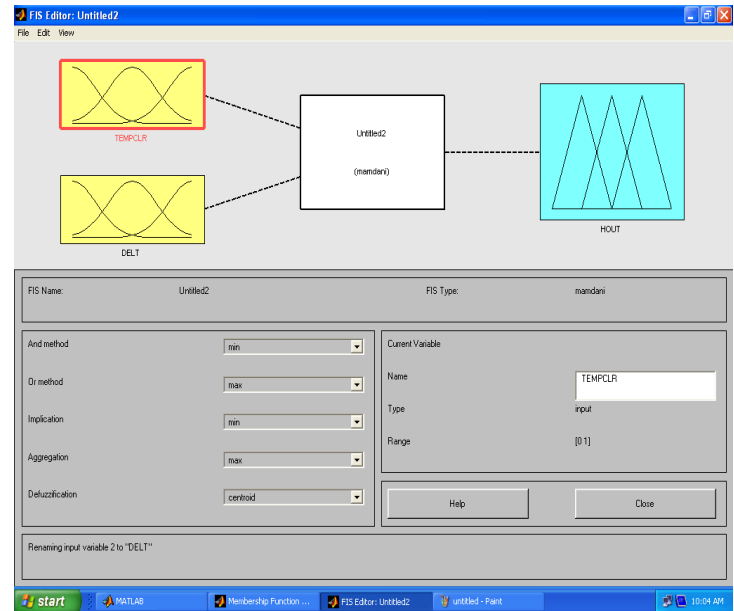 FIS Editor: Untitled2
File Edit View
TEMPCLR
DELT
Untitled2
(mamdani)
HOUT
FIS Name: Untitled2 FIS Type: mamdani
And method min
Or method max
Implication min
Aggregation max
Defuzzification centroid
Current Variable
Name TEMPCLR
Type input
Range [0 1]
Help Close
Renaming input variable 2 to "DELT"
start MATLAB Membership Function ... FIS Editor: Untitled2 untitled - Paint 10:04 AM